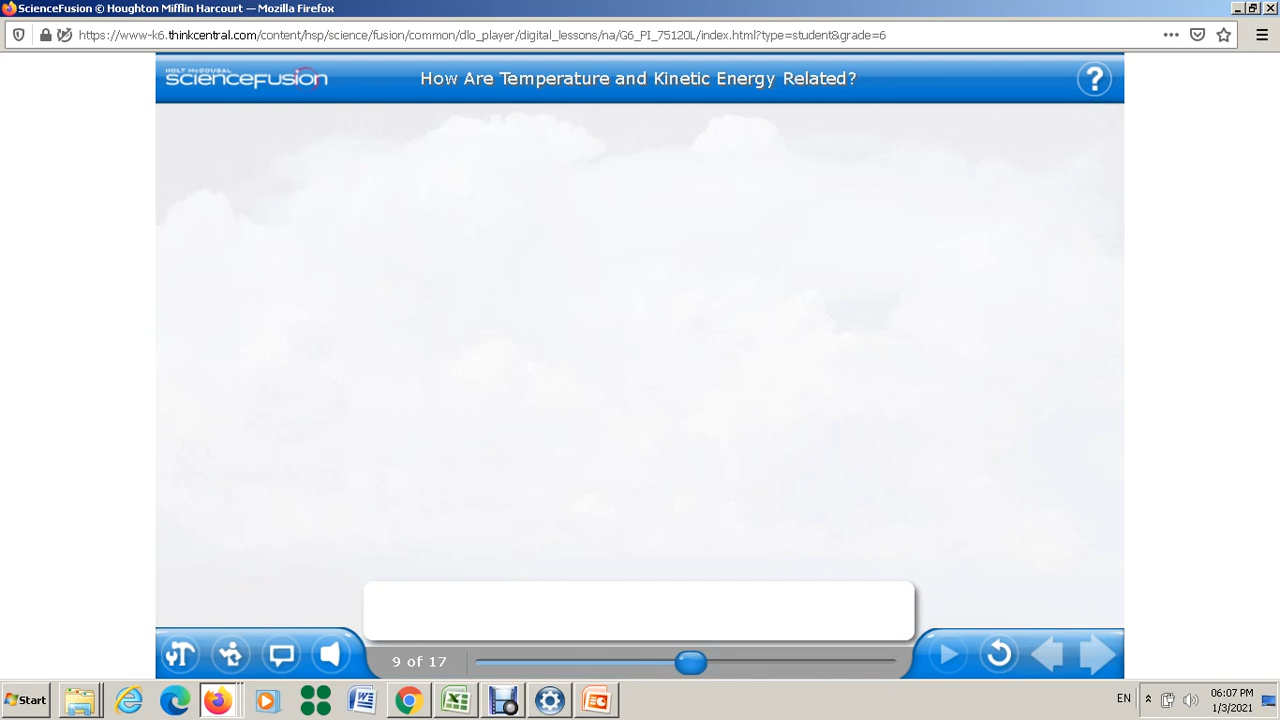 ScienceFusion © Houghton Mifflin Harcourt — Mozilla Firefox
https://www-k6.thinkcentral.com/content/hsp/science/fusion/common/dlo_player/digital_lessons/na/G6_PI_75120L/index.html?type=student&grade=6
HOLT McDOUGAL
SCIENCEFUSION
How Are Temperature and Kinetic Energy Related?
?
9 of 17
Start
EN
06:07 PM
1/3/2021